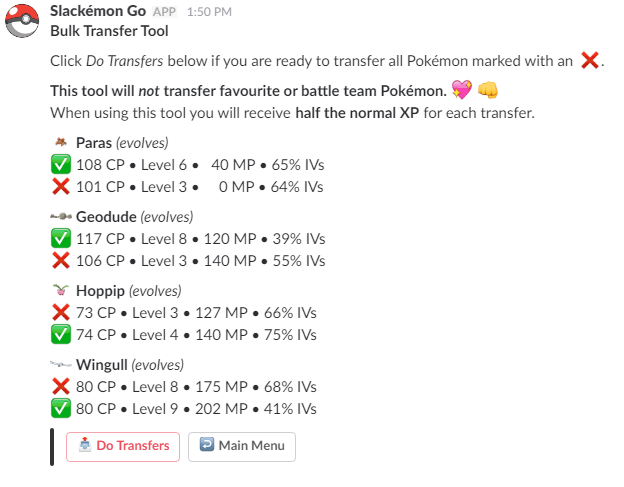 Slackémon Go APP 1:50 PM
Bulk Transfer Tool
Click Do Transfers below if you are ready to transfer all Pokémon marked with an ❌.
This tool will not transfer favourite or battle team Pokémon. 💖 👊
When using this tool you will receive half the normal XP for each transfer.
Paras (evolves)
✅ 108 CP • Level 6 • 40 MP • 65% IVs
❌ 101 CP • Level 3 • 0 MP • 64% IVs
Geodude (evolves)
✅ 117 CP • Level 8 • 120 MP • 39% IVs
❌ 106 CP • Level 3 • 140 MP • 55% IVs
Hoppip (evolves)
❌ 73 CP • Level 3 • 127 MP • 66% IVs
✅ 74 CP • Level 4 • 140 MP • 75% IVs
Wingull (evolves)
❌ 80 CP • Level 8 • 175 MP • 68% IVs
✅ 80 CP • Level 9 • 202 MP • 41% IVs
📤 Do Transfers ↩️ Main Menu